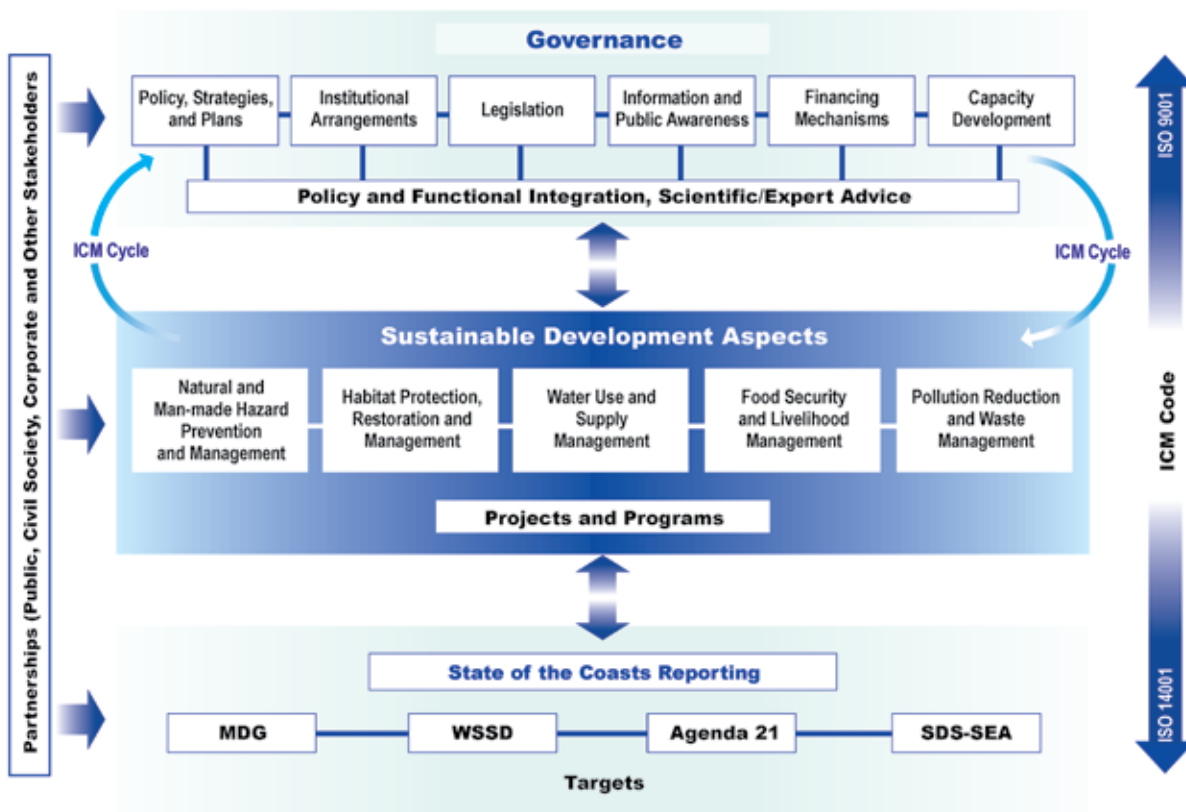 Partnerships (Public, Civil Society, Corporate and Other Stakeholders
Governance
Policy, Strategies,
and Plans
Institutional
Arrangements
Legislation
Information and
Public Awareness
Financing
Mechanisms
Capacity
Development
Policy and Functional Integration, Scientific/Expert Advice
ICM Cycle
ICM Cycle
Sustainable Development Aspects
Natural and
Man-made Hazard
Prevention
and Management
Habitat Protection,
Restoration and
Management
Water Use and
Supply
Management
Food Security
and Livelihood
Management
Pollution Reduction
and Waste
Management
Projects and Programs
State of the Coasts Reporting
MDG
WSSD
Agenda 21
SDS-SEA
Targets
ISO 9001
ICM Code
ISO 14001